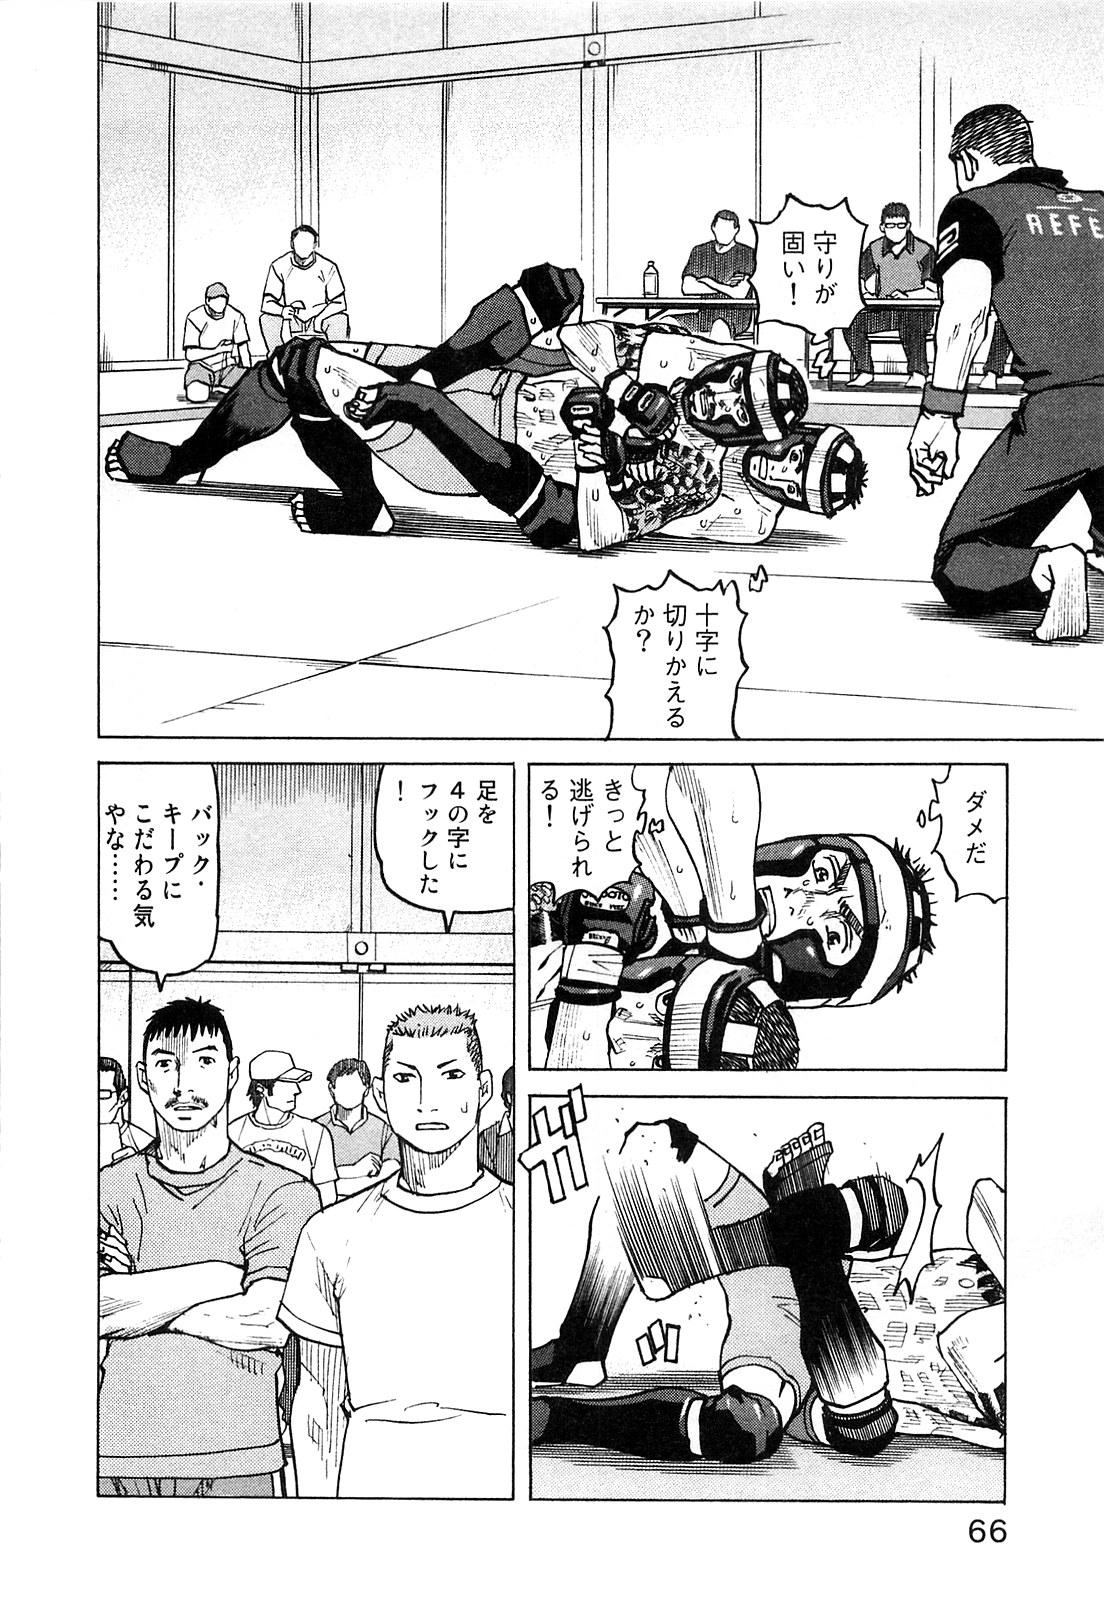 守りが
固い！
REFE
十字に
切りかえる
か？
ダメだ
きっと
逃げられ
る！
ギ
ギ
ガッ
足を
４の字に
フックした
！
バック・
キープに
こだわる気
やな……
66